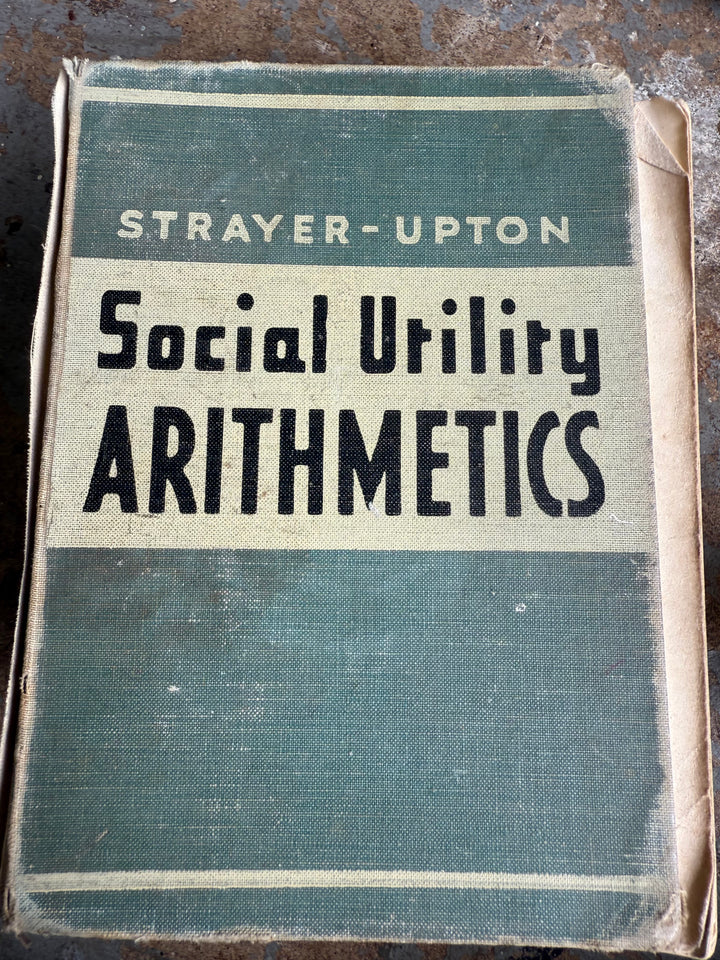 STRAYER-UPTON
Social Utility
ARITHMETICS